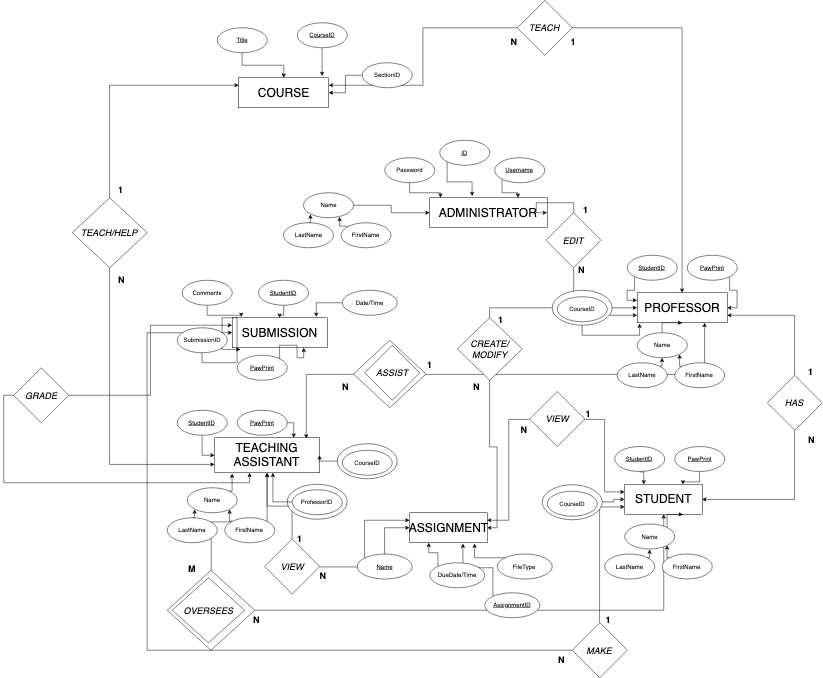 TEACH
N
1
Title
CourseID
SectionID
COURSE
Password
ID
Username
Name
ADMINISTRATOR
LastName
FirstName
1
EDIT
N
1
TEACH/HELP
N
StudentID
PawPrint
CourseID
PROFESSOR
Name
LastName
FirstName
Comments
StudentID
Date/Time
SUBMISSION
SubmissionID
PawPrint
1
CREATE/
MODIFY
N
N
ASSIST
1
GRADE
1
HAS
N
StudentID
PawPrint
TEACHING
ASSISTANT
CourseID
ProfessorID
Name
LastName
FirstName
N
VIEW
1
StudentID
PawPrint
CourseID
STUDENT
Name
LastName
FirstName
ASSIGNMENT
Name
DueDate/Time
FileType
AssignmentID
1
VIEW
N
M
OVERSEES
N
1
MAKE
N